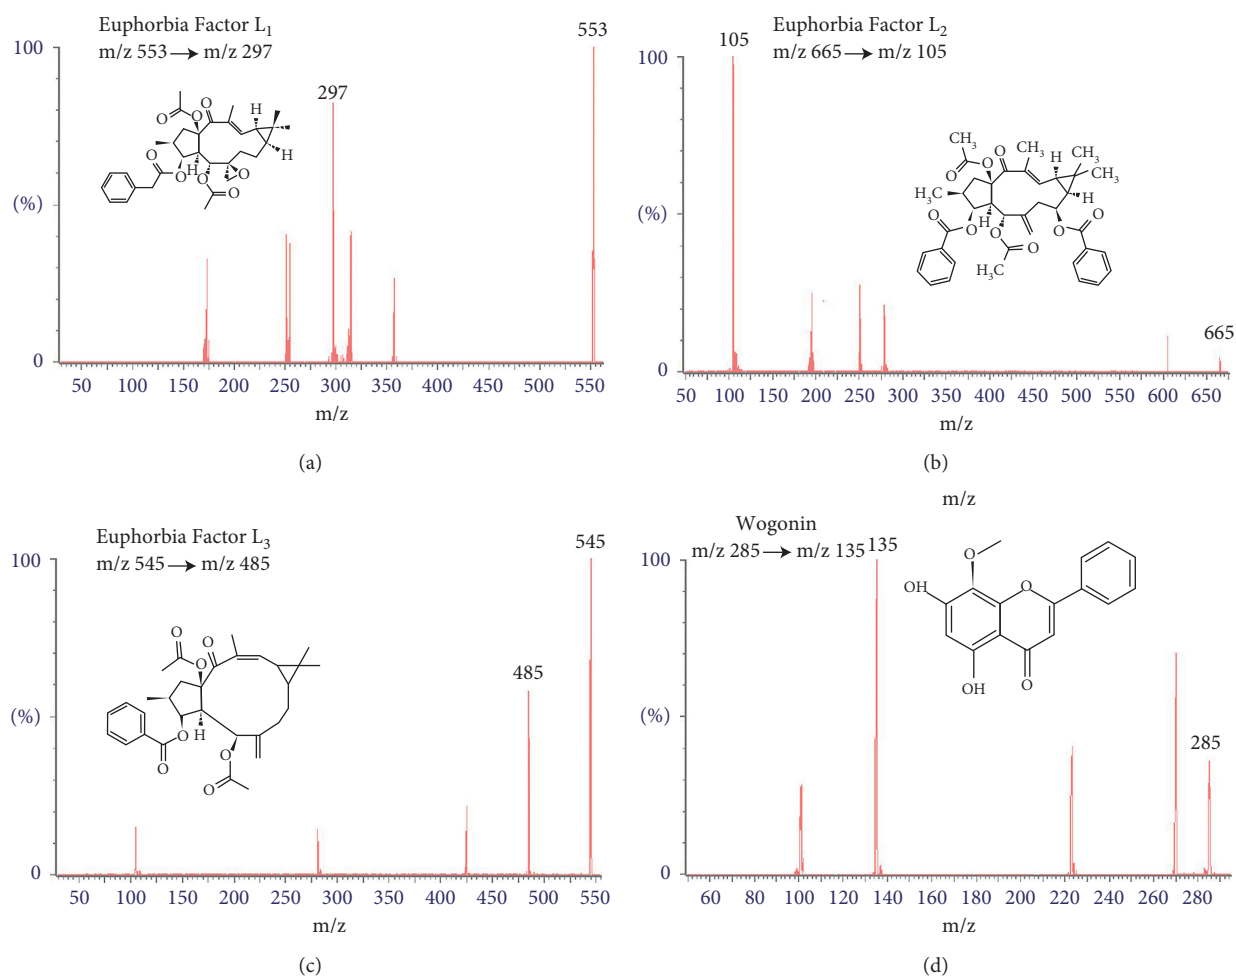 Euphorbia Factor L₁
m/z 553 → m/z 297
553
297
100
(%)
0
50 100 150 200 250 300 350 400 450 500 550
m/z
(a)
O
O
O
H
H
O
O
H
O
O
O
Euphorbia Factor L₂
m/z 665 → m/z 105
105
665
100
(%)
0
50 100 150 200 250 300 350 400 450 500 550 600 650
m/z
(b)
CH₃
O
O
O
CH₃
H
CH₃
CH₃
CH₃
H
O
O
H
O
O
O
O
H₃C
Euphorbia Factor L₃
m/z 545 → m/z 485
545
485
100
(%)
0
50 100 150 200 250 300 350 400 450 500 550
m/z
(c)
O
O
O
O
H
O
O
O
m/z
Wogonin
m/z 285 → m/z 135
135
285
100
(%)
0
60 80 100 120 140 160 180 200 220 240 260 280
m/z
(d)
O
OH
O
OH
O